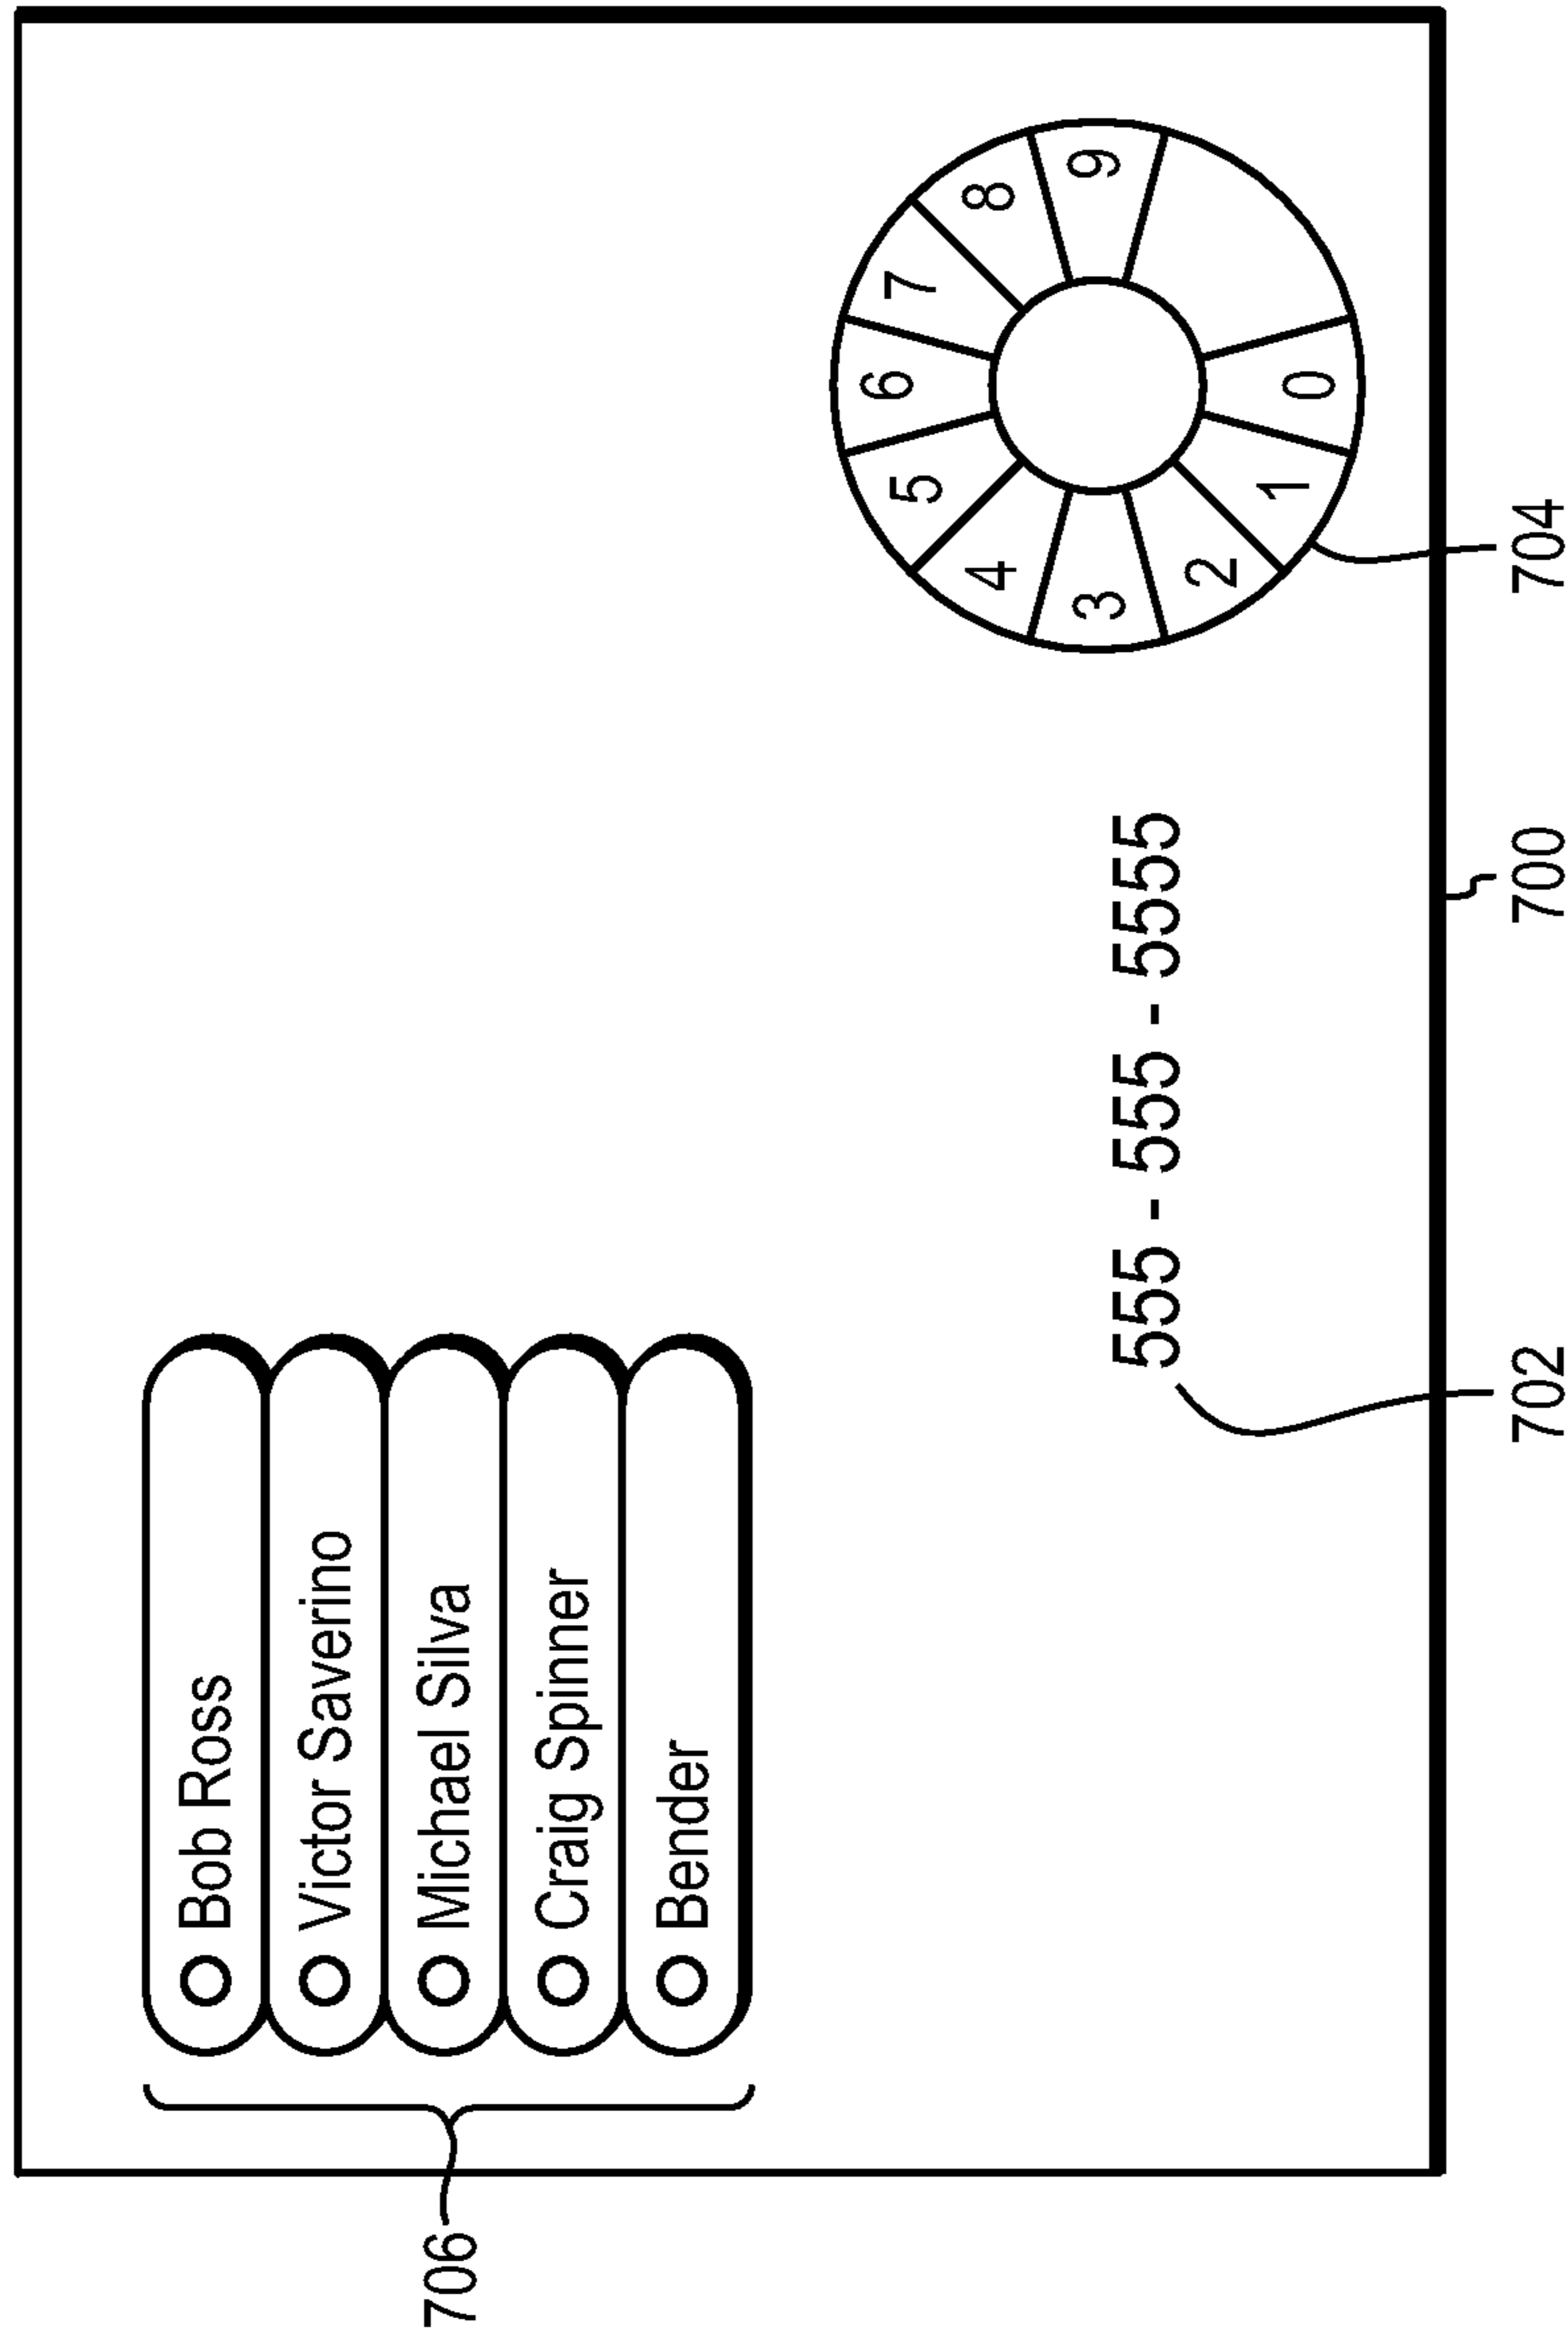 706
Bob Ross
Victor Saverino
Michael Silva
Craig Spinner
Bender
555 - 555 - 5555
6
7
8
9
5
4
3
2
1
0
702
700
704